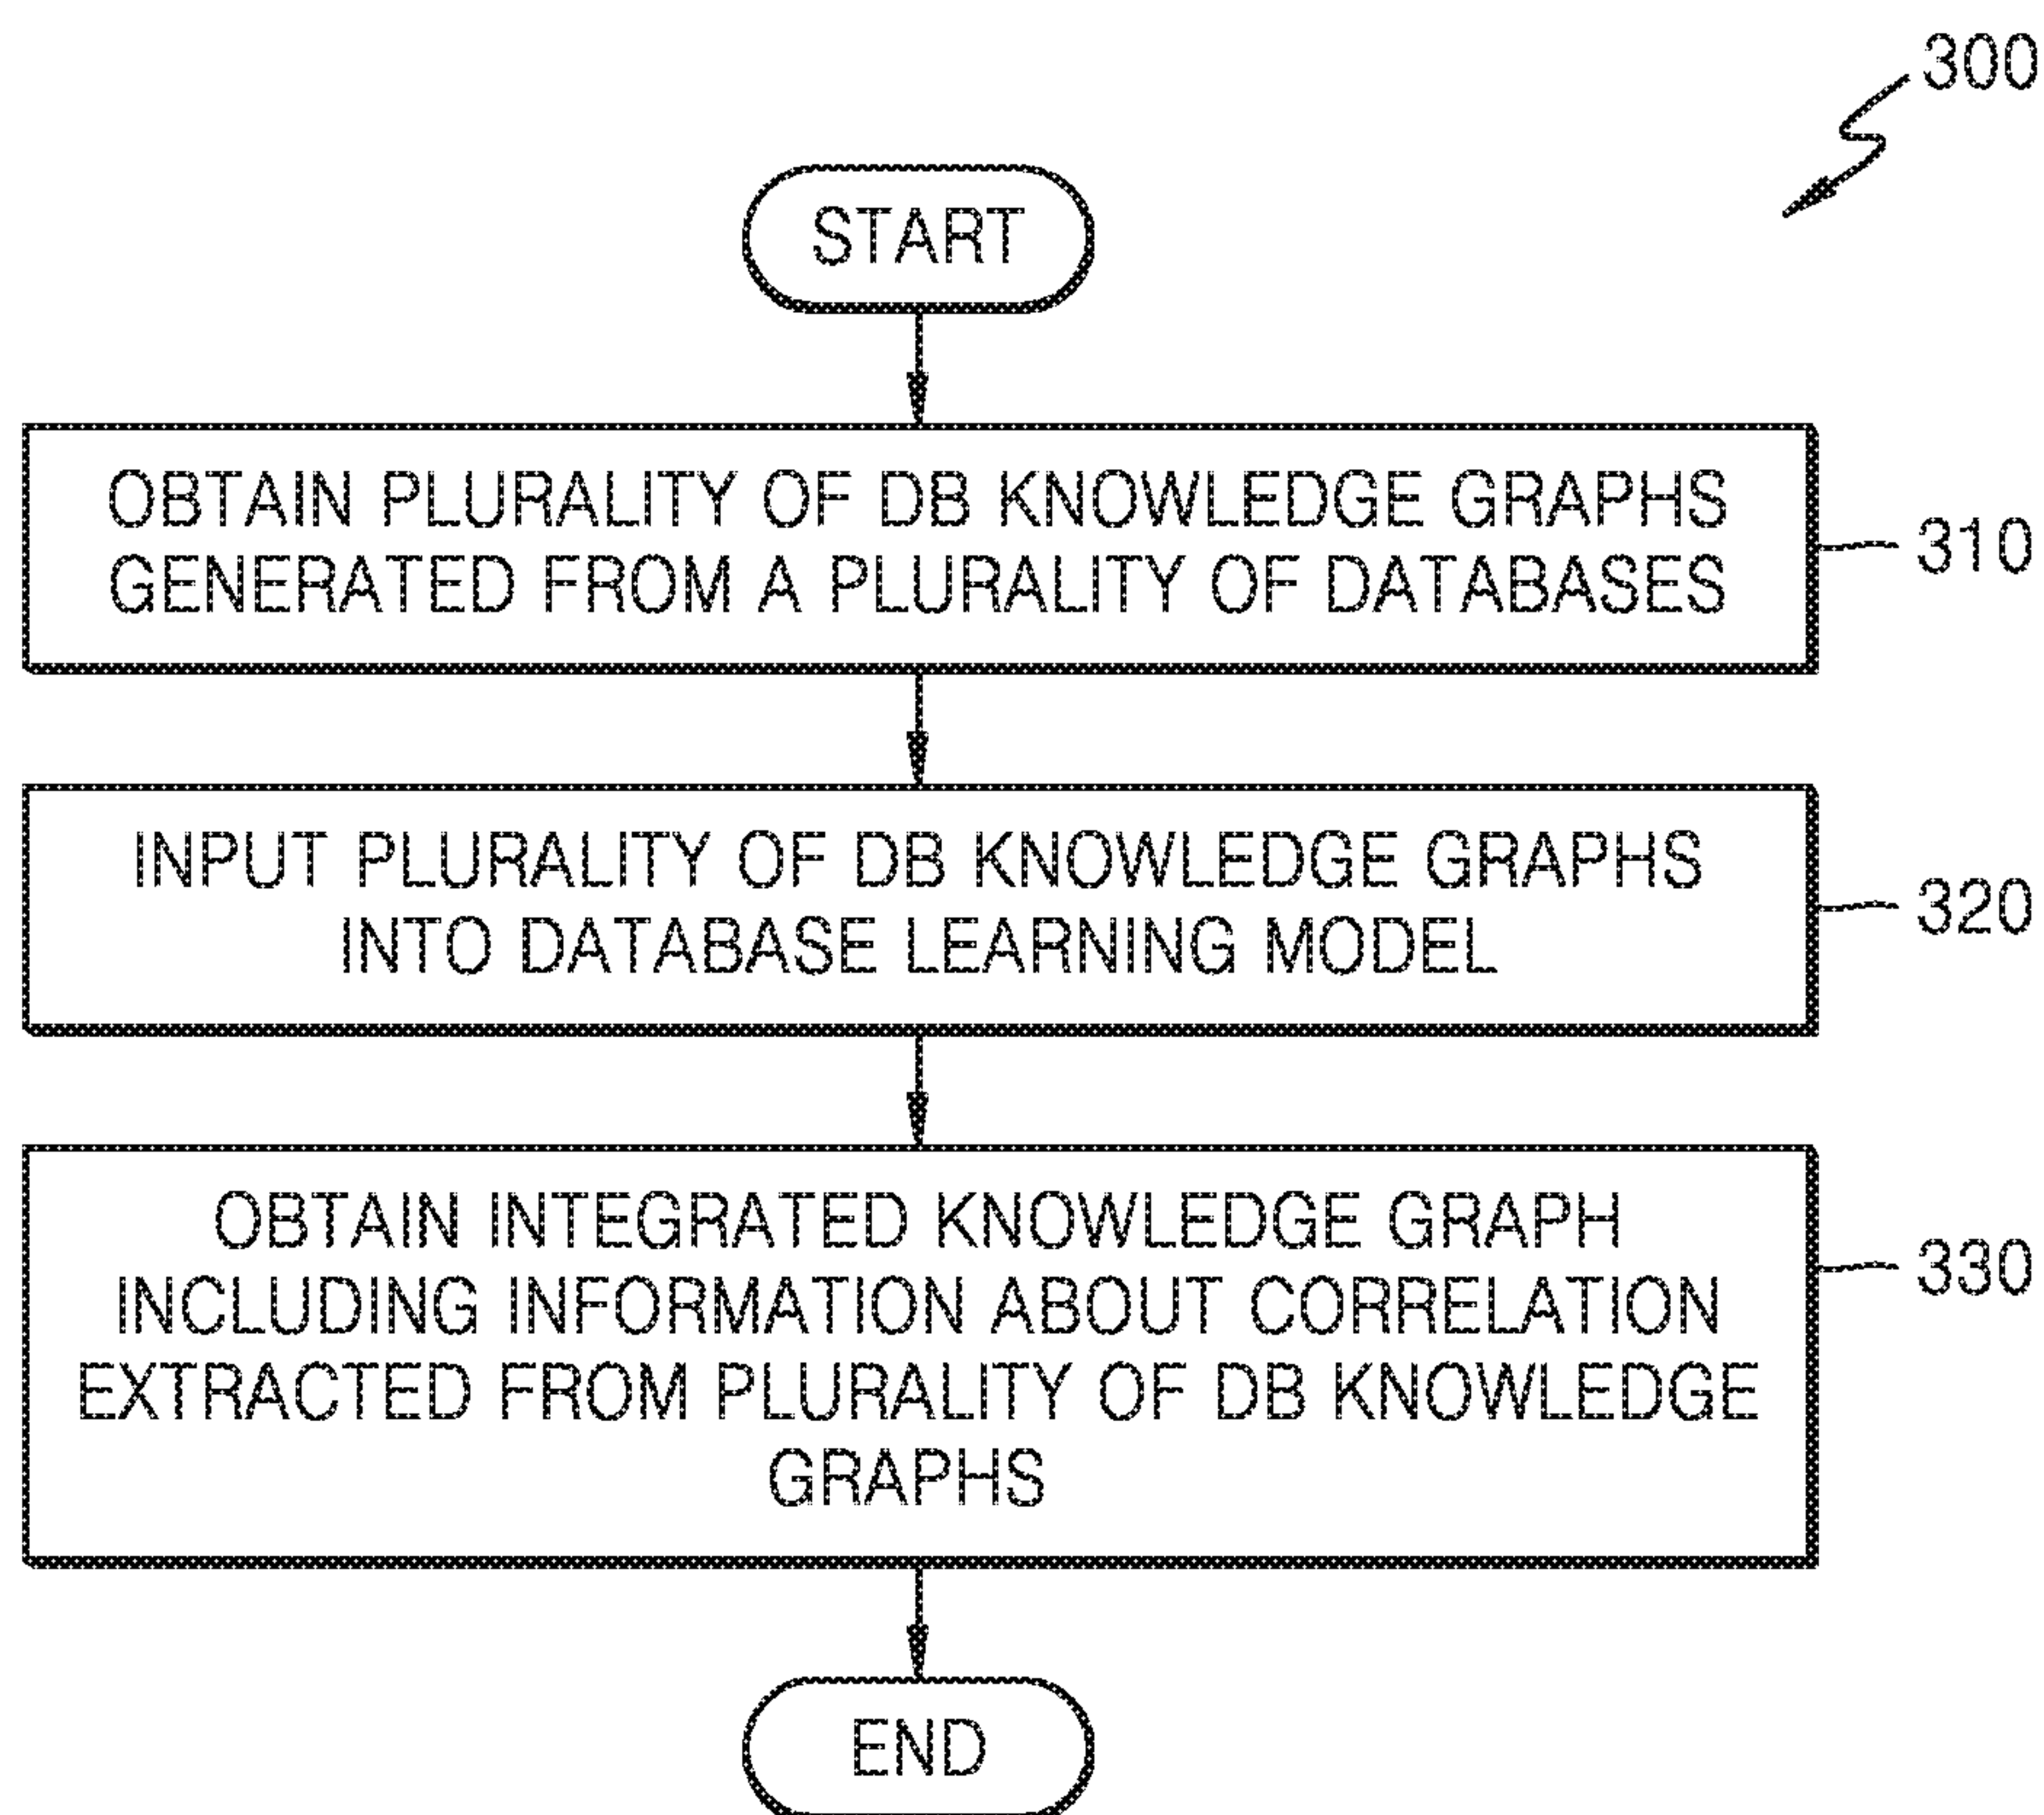 300
START
OBTAIN PLURALITY OF DB KNOWLEDGE GRAPHS
GENERATED FROM A PLURALITY OF DATABASES
310
INPUT PLURALITY OF DB KNOWLEDGE GRAPHS
INTO DATABASE LEARNING MODEL
320
OBTAIN INTEGRATED KNOWLEDGE GRAPH
INCLUDING INFORMATION ABOUT CORRELATION
EXTRACTED FROM PLURALITY OF DB KNOWLEDGE
GRAPHS
330
END